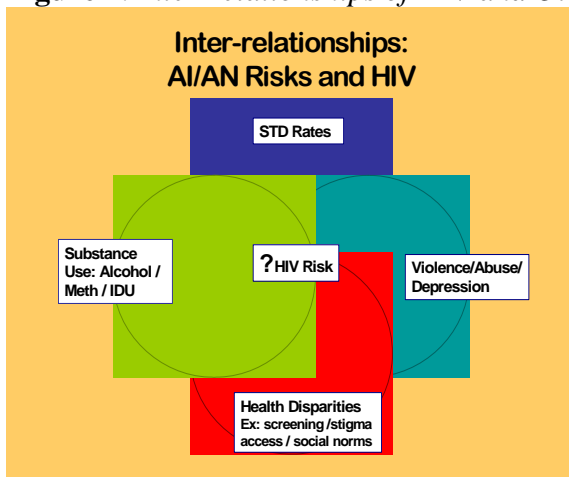 Inter-relationships:
AI/AN Risks and HIV
STD Rates
Substance
Use: Alcohol /
Meth / IDU
?HIV Risk
Violence/Abuse/
Depression
Health Disparities
Ex: screening /stigma
access / social norms